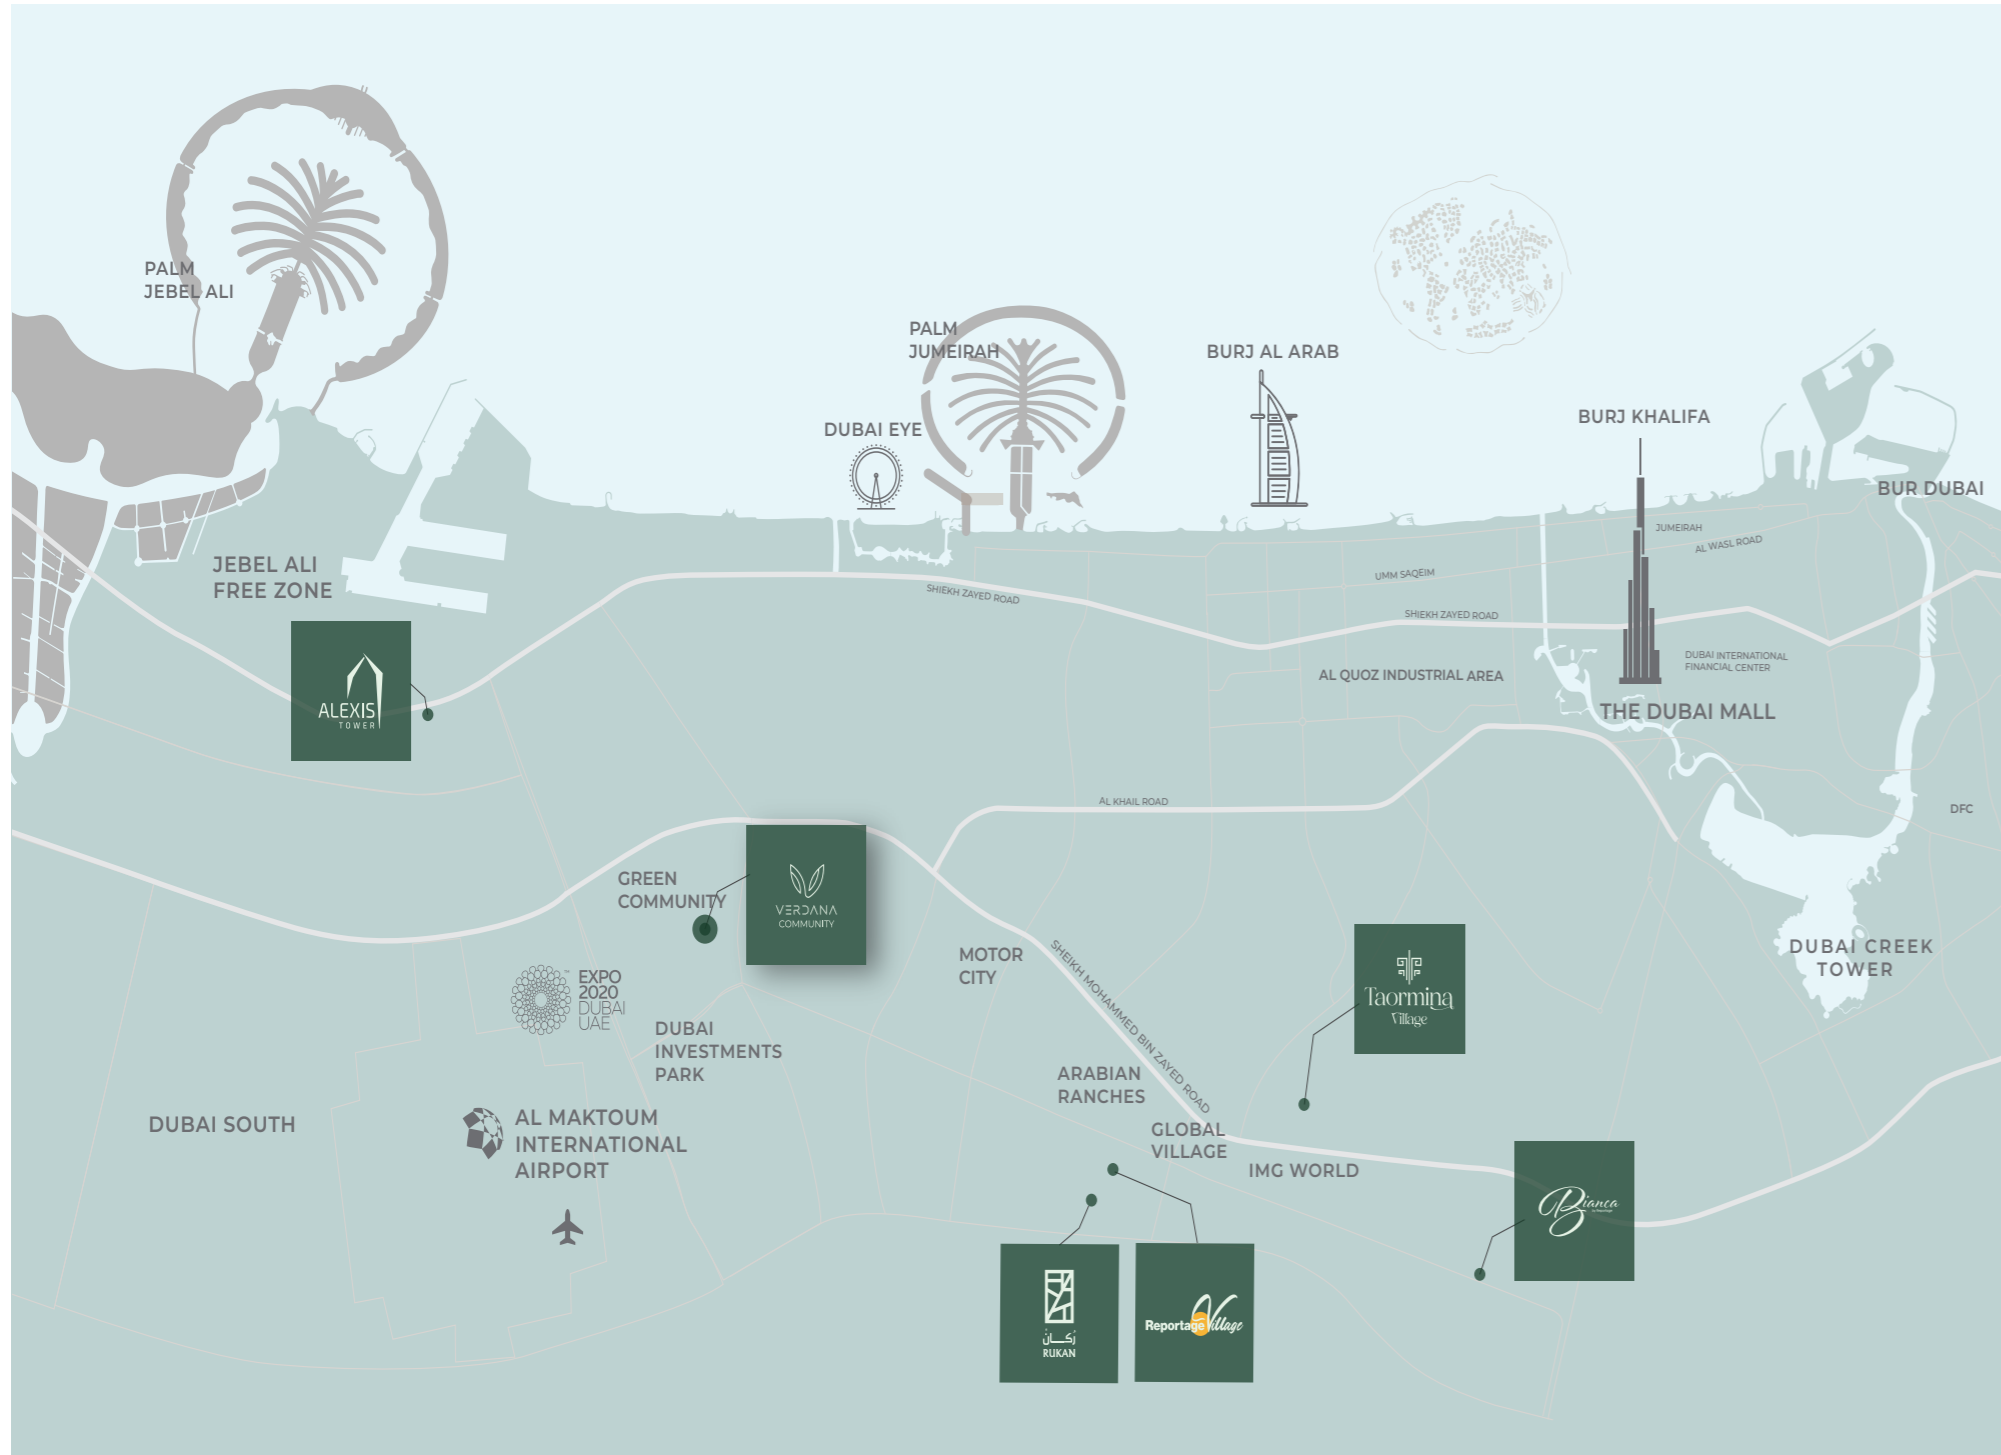 PALM
JEBEL ALI
PALM
JUMEIRAH
BURJ AL ARAB
DUBAI EYE
BURJ KHALIFA
BUR DUBAI
JUMEIRAH
AL WASL ROAD
UMM SAQEIM
JEBEL ALI
FREE ZONE
SHIEKH ZAYED ROAD
SHIEKH ZAYED ROAD
DUBAI INTERNATIONAL
FINANCIAL CENTER
AL QUOZ INDUSTRIAL AREA
THE DUBAI MALL
ALEXIS
TOWER
AL KHAIL ROAD
DFC
GREEN
COMMUNITY
VERDANA
COMMUNITY
MOTOR
CITY
SHEIKH MOHAMMED BIN ZAYED ROAD
DUBAI CREEK
TOWER
EXPO
2020
DUBAI
UAE
Taormina
Village
DUBAI
INVESTMENTS
PARK
ARABIAN
RANCHES
DUBAI SOUTH
AL MAKTOUM
INTERNATIONAL
AIRPORT
GLOBAL
VILLAGE
IMG WORLD
Bianca
رُكــان
RUKAN
Reportage Village